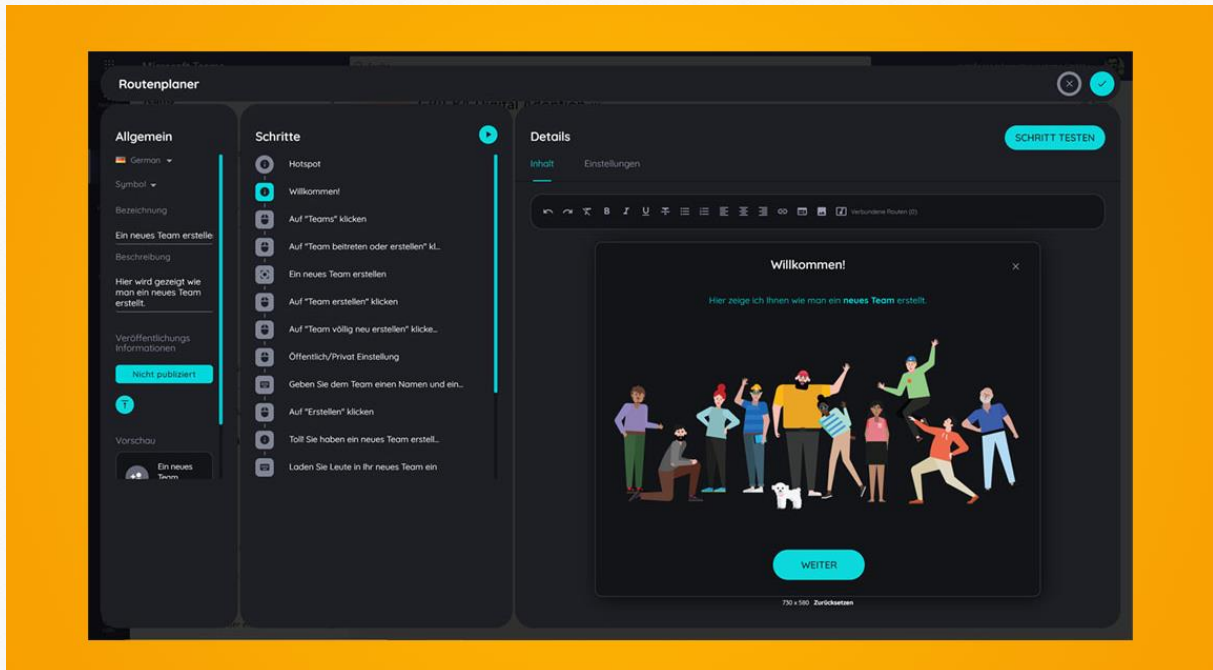 Routenplaner
Allgemein
German
Symbol
Bezeichnung
Ein neues Team erstelle
Beschreibung
Hier wird gezeigt wie
man ein neues Team
erstellt.
Veröffentlichungs
Informationen
Nicht publiziert
Vorschau
Ein neues
Team
Schritte
Hotspot
Willkommen!
Auf "Teams" klicken
Auf "Team beitreten oder erstellen" kl...
Ein neues Team erstellen
Auf "Team erstellen" klicken
Auf "Team völlig neu erstellen" klicke...
Öffentlich/Privat Einstellung
Geben Sie dem Team einen Namen und ein...
Auf "Erstellen" klicken
Toll! Sie haben ein neues Team erstell...
Laden Sie Leute in Ihr neues Team ein
Details
SCHRITT TESTEN
Inhalt Einstellungen
B I U T Verbundene Routen (0)
Willkommen!
Hier zeige ich Ihnen wie man ein neues Team erstellt.
WEITER
730 x 580 Zurücksetzen